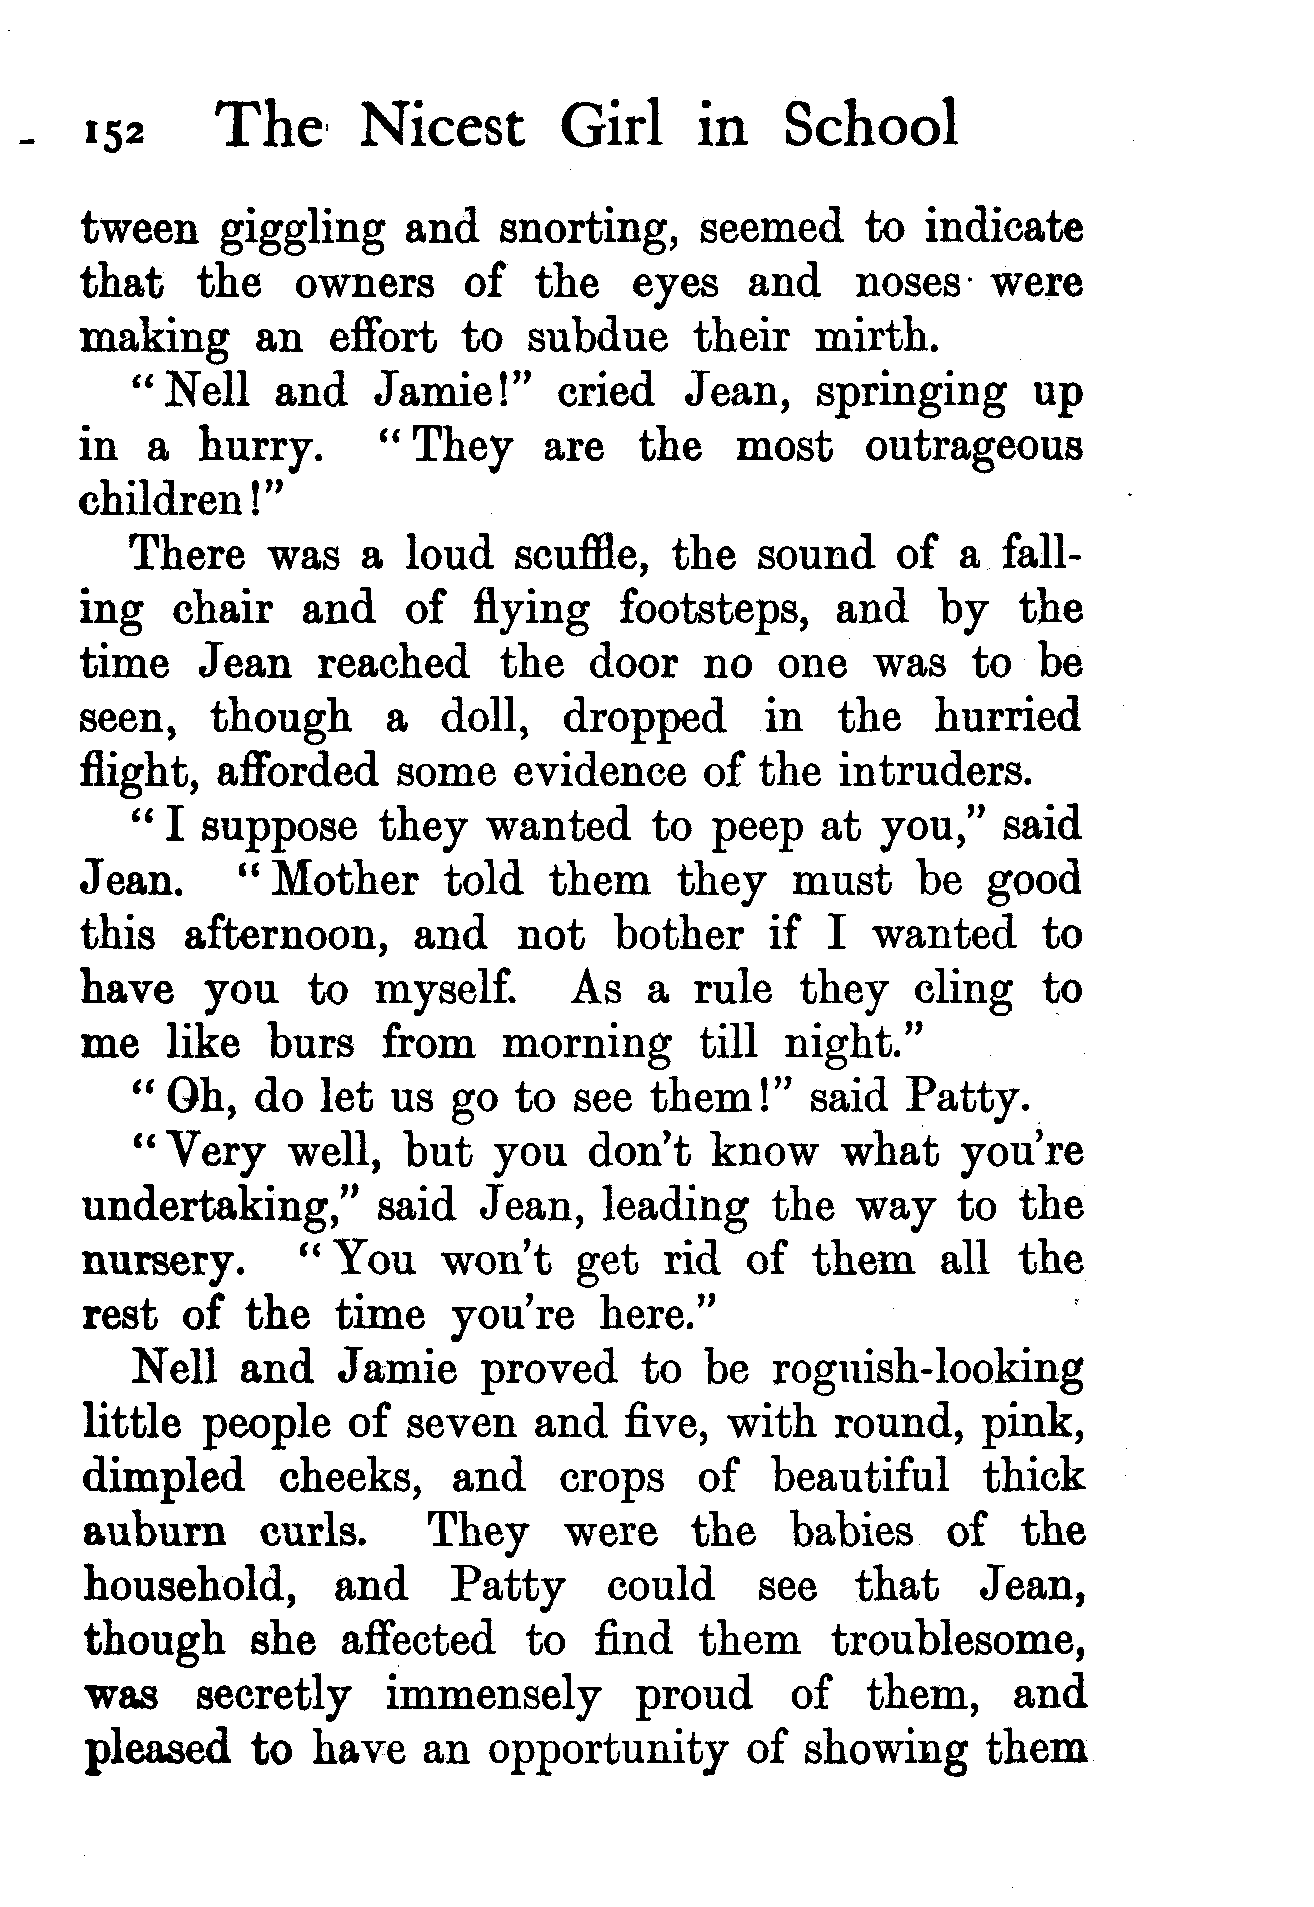 152 The Nicest Girl in School
tween giggling and snorting, seemed to indicate
that the owners of the eyes and noses were
making an effort to subdue their mirth.
"Nell and Jamie!" cried Jean, springing up
in a hurry. "They are the most outrageous
children!"
There was a loud scuffle, the sound of a fall-
ing chair and of flying footsteps, and by the
time Jean reached the door no one was to be
seen, though a doll, dropped in the hurried
flight, afforded some evidence of the intruders.
"I suppose they wanted to peep at you," said
Jean. "Mother told them they must be good
this afternoon, and not bother if I wanted to
have you to myself. As a rule they cling to
me like burs from morning till night."
"Oh, do let us go to see them!" said Patty.
"Very well, but you don't know what you're
undertaking," said Jean, leading the way to the
nursery. "You won't get rid of them all the
rest of the time you're here."
Nell and Jamie proved to be roguish-looking
little people of seven and five, with round, pink,
dimpled cheeks, and crops of beautiful thick
auburn curls. They were the babies of the
household, and Patty could see that Jean,
though she affected to find them troublesome,
was secretly immensely proud of them, and
pleased to have an opportunity of showing them